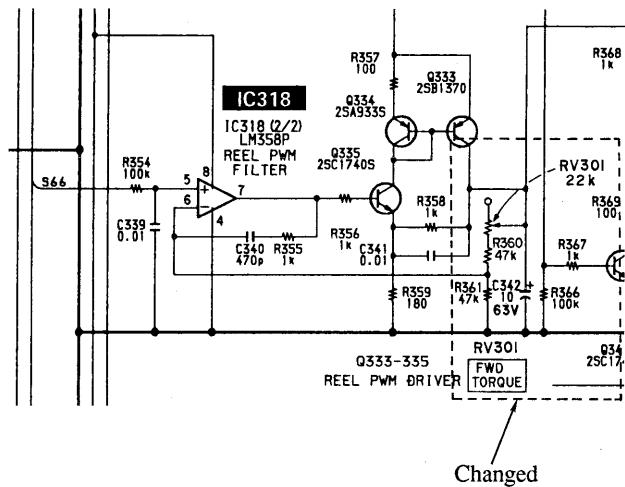 R357
100
Q333
2SB1370
R368
1k
IC318
Q334
2SA933S
IC318 (2/2)
LM358P
REEL PWM
FILTER
Q335
2SC1740S
R354
100k
S66
8
5
6
7
4
RV301
22k
R369
100
R358
1k
C339
0.01
C340
470p
R355
1k
R356
1k
C341
0.01
R360
47k
R367
1k
R359
180
R361
47k
C342
10
63V
R366
100k
Q333-335
REEL PWM DRIVER
RV301
FWD
TORQUE
Q34
2SC174
Changed